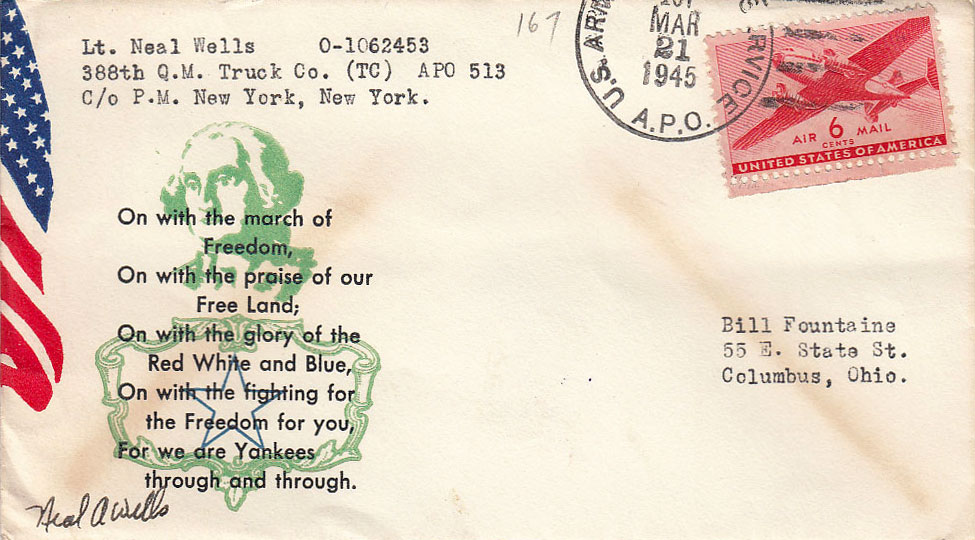 Lt. Neal Wells 0-1062453
388th Q.M. Truck Co. (TC) APO 513
C/o P.M. New York, New York.
167
U.S. ARM
MAR
21
1945
A.P.O.
AIR 6 MAIL
CENTS
UNITED STATES OF AMERICA
On with the march of
Freedom,
On with the praise of our
Free Land;
On with the glory of the
Red White and Blue,
On with the fighting for
the Freedom for you,
For we are Yankees
through and through.
Bill Fountaine
55 E. State St.
Columbus, Ohio.
Neal A Wells